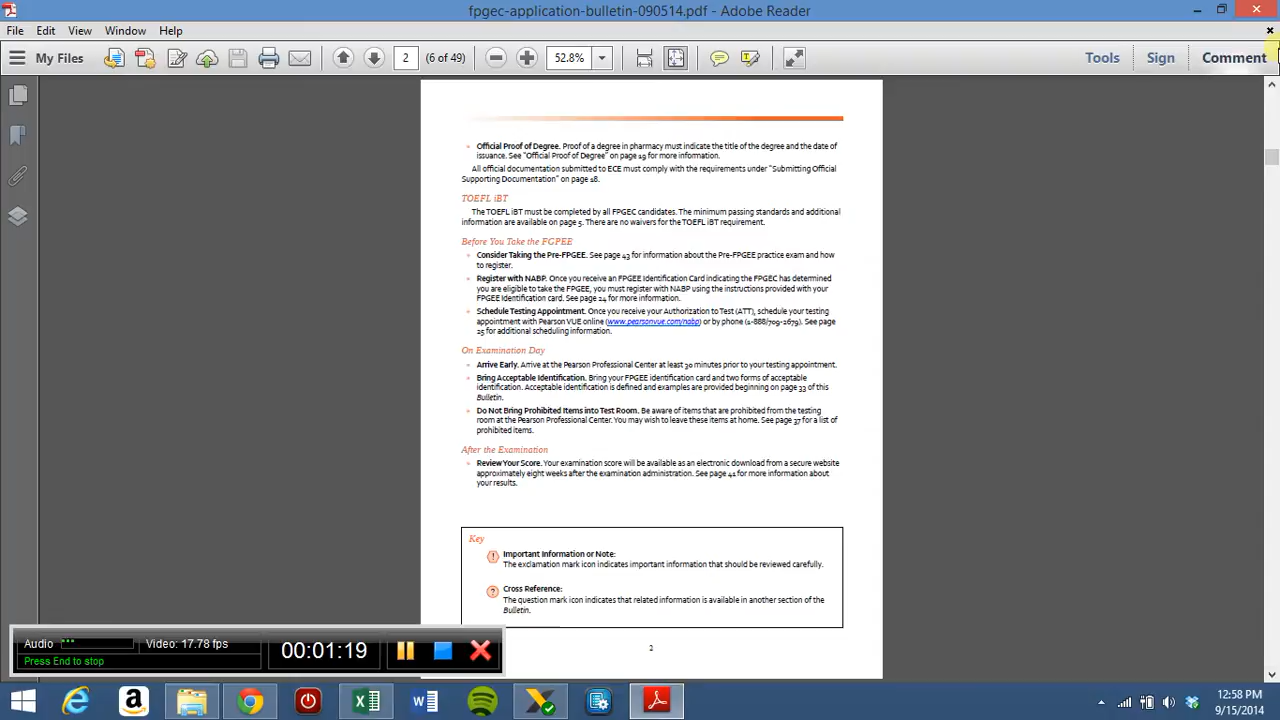 fpgec-application-bulletin-090514.pdf - Adobe Reader
File Edit View Window Help
My Files 2 (6 of 49) 52.8% Tools Sign Comment
Official Proof of Degree. Proof of a degree in pharmacy must indicate the title of the degree and the date of
issuance. See "Official Proof of Degree" on page 19 for more information.
All official documentation submitted to ECE must comply with the requirements under "Submitting Official
Supporting Documentation" on page 18.
TOEFL iBT
The TOEFL iBT must be completed by all FPGEC candidates. The minimum passing standards and additional
information are available on page 5. There are no waivers for the TOEFL iBT requirement.
Before You Take the FGPEE
Consider Taking the Pre-FPGEE. See page 43 for information about the Pre-FPGEE practice exam and how
to register.
Register with NABP. Once you receive an FPGEE Identification Card indicating the FPGEC has determined
you are eligible to take the FPGEE, you must register with NABP using the instructions provided with your
FPGEE Identification card. See page 24 for more information.
Schedule Testing Appointment. Once you receive your Authorization to Test (ATT), schedule your testing
appointment with Pearson VUE online (www.pearsonvue.com/nabp) or by phone (1-888/709-2679). See page
25 for additional scheduling information.
On Examination Day
Arrive Early. Arrive at the Pearson Professional Center at least 30 minutes prior to your testing appointment.
Bring Acceptable Identification. Bring your FPGEE identification card and two forms of acceptable
identification. Acceptable identification is defined and examples are provided beginning on page 33 of this
Bulletin.
Do Not Bring Prohibited Items into Test Room. Be aware of items that are prohibited from the testing
room at the Pearson Professional Center. You may wish to leave these items at home. See page 37 for a list of
prohibited items.
After the Examination
Review Your Score. Your examination score will be available as an electronic download from a secure website
approximately eight weeks after the examination administration. See page 41 for more information about
your results.
Key
! Important Information or Note:
The exclamation mark icon indicates important information that should be reviewed carefully.
? Cross Reference:
The question mark icon indicates that related information is available in another section of the
Bulletin.
2
Audio Video: 17.78 fps 00:01:19
Press End to stop
12:58 PM
9/15/2014